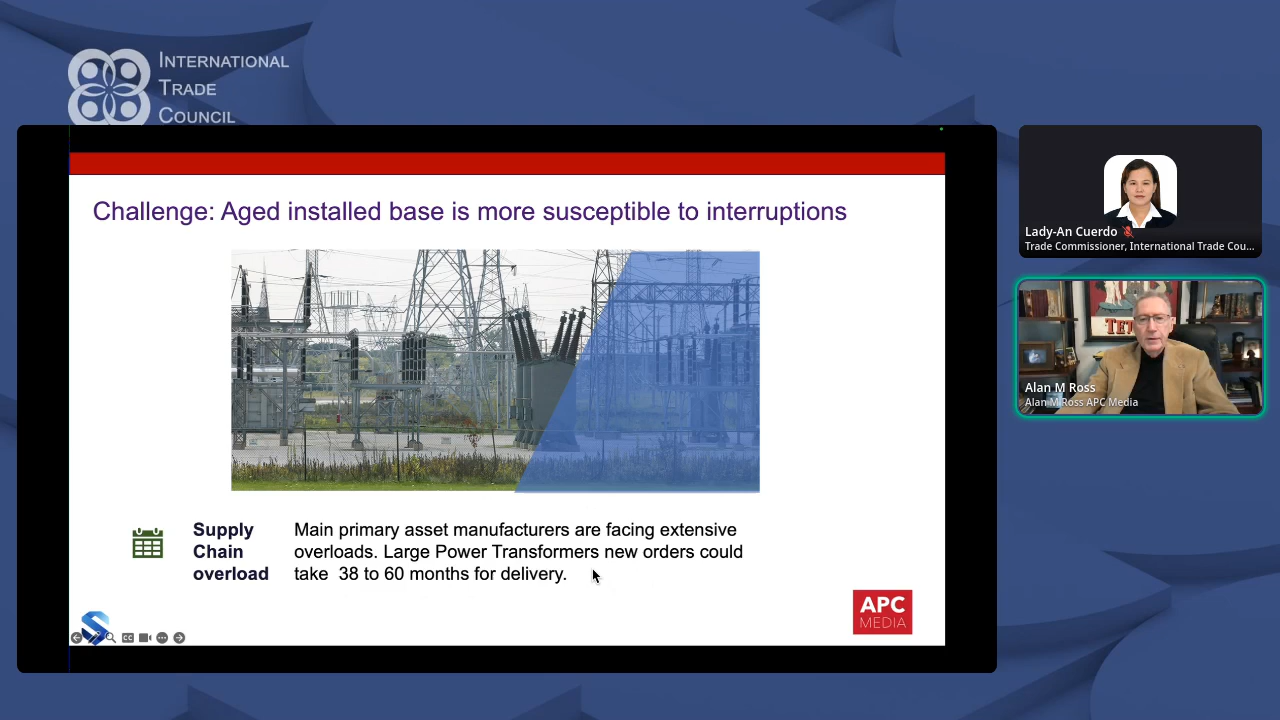 INTERNATIONAL
TRADE
COUNCIL
Challenge: Aged installed base is more susceptible to interruptions
Supply
Chain
overload
Main primary asset manufacturers are facing extensive
overloads. Large Power Transformers new orders could
take 38 to 60 months for delivery.
APC
MEDIA
CC
Lady-An Cuerdo
Trade Commissioner, International Trade Cou...
Alan M Ross
Alan M Ross APC Media